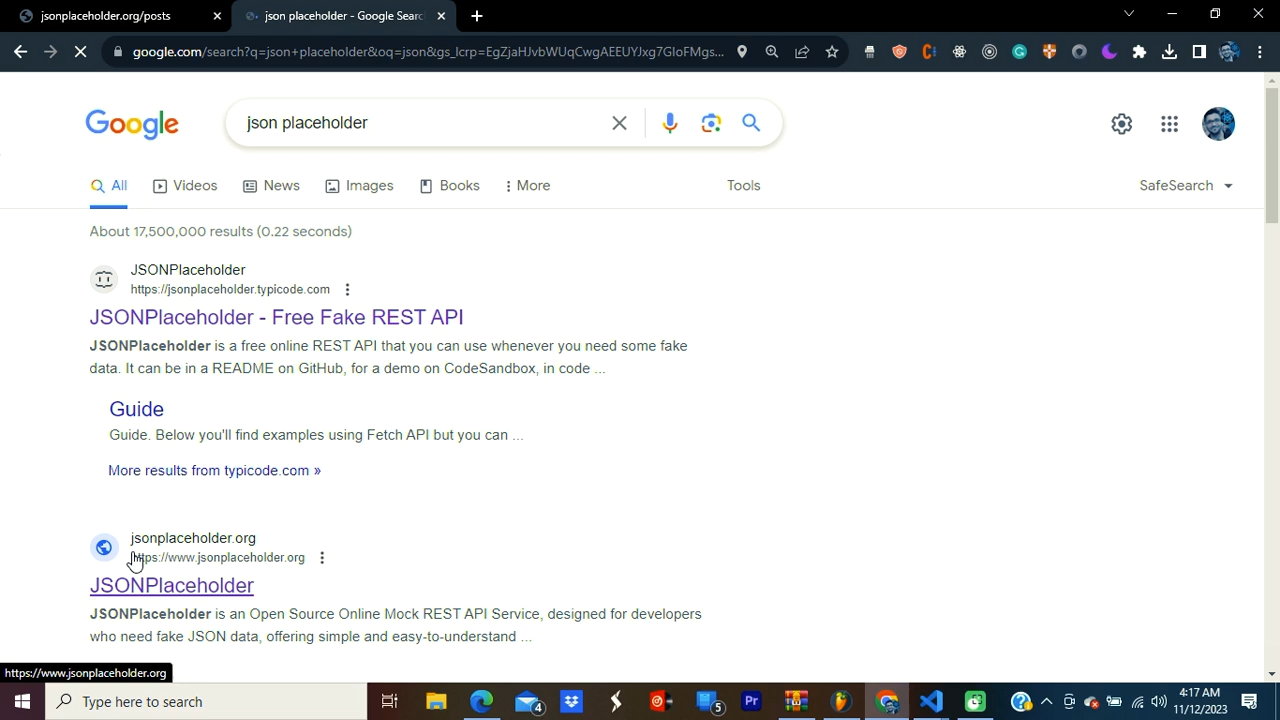 jsonplaceholder.org/posts
json placeholder - Google Searc
google.com/search?q=json+placeholder&oq=json&gs_lcrp=EgZjaHJvbWUqCwgAEEUYJxg7GIoFMgs...
Google
json placeholder
All
Videos
News
Images
Books
More
Tools
SafeSearch
About 17,500,000 results (0.22 seconds)
JSONPlaceholder
https://jsonplaceholder.typicode.com
JSONPlaceholder - Free Fake REST API
JSONPlaceholder is a free online REST API that you can use whenever you need some fake
data. It can be in a README on GitHub, for a demo on CodeSandbox, in code ...
Guide
Guide. Below you'll find examples using Fetch API but you can ...
More results from typicode.com »
jsonplaceholder.org
https://www.jsonplaceholder.org
JSONPlaceholder
JSONPlaceholder is an Open Source Online Mock REST API Service, designed for developers
who need fake JSON data, offering simple and easy-to-understand ...
https://www.jsonplaceholder.org
Type here to search
4
5
Pr
4:17 AM
11/12/2023